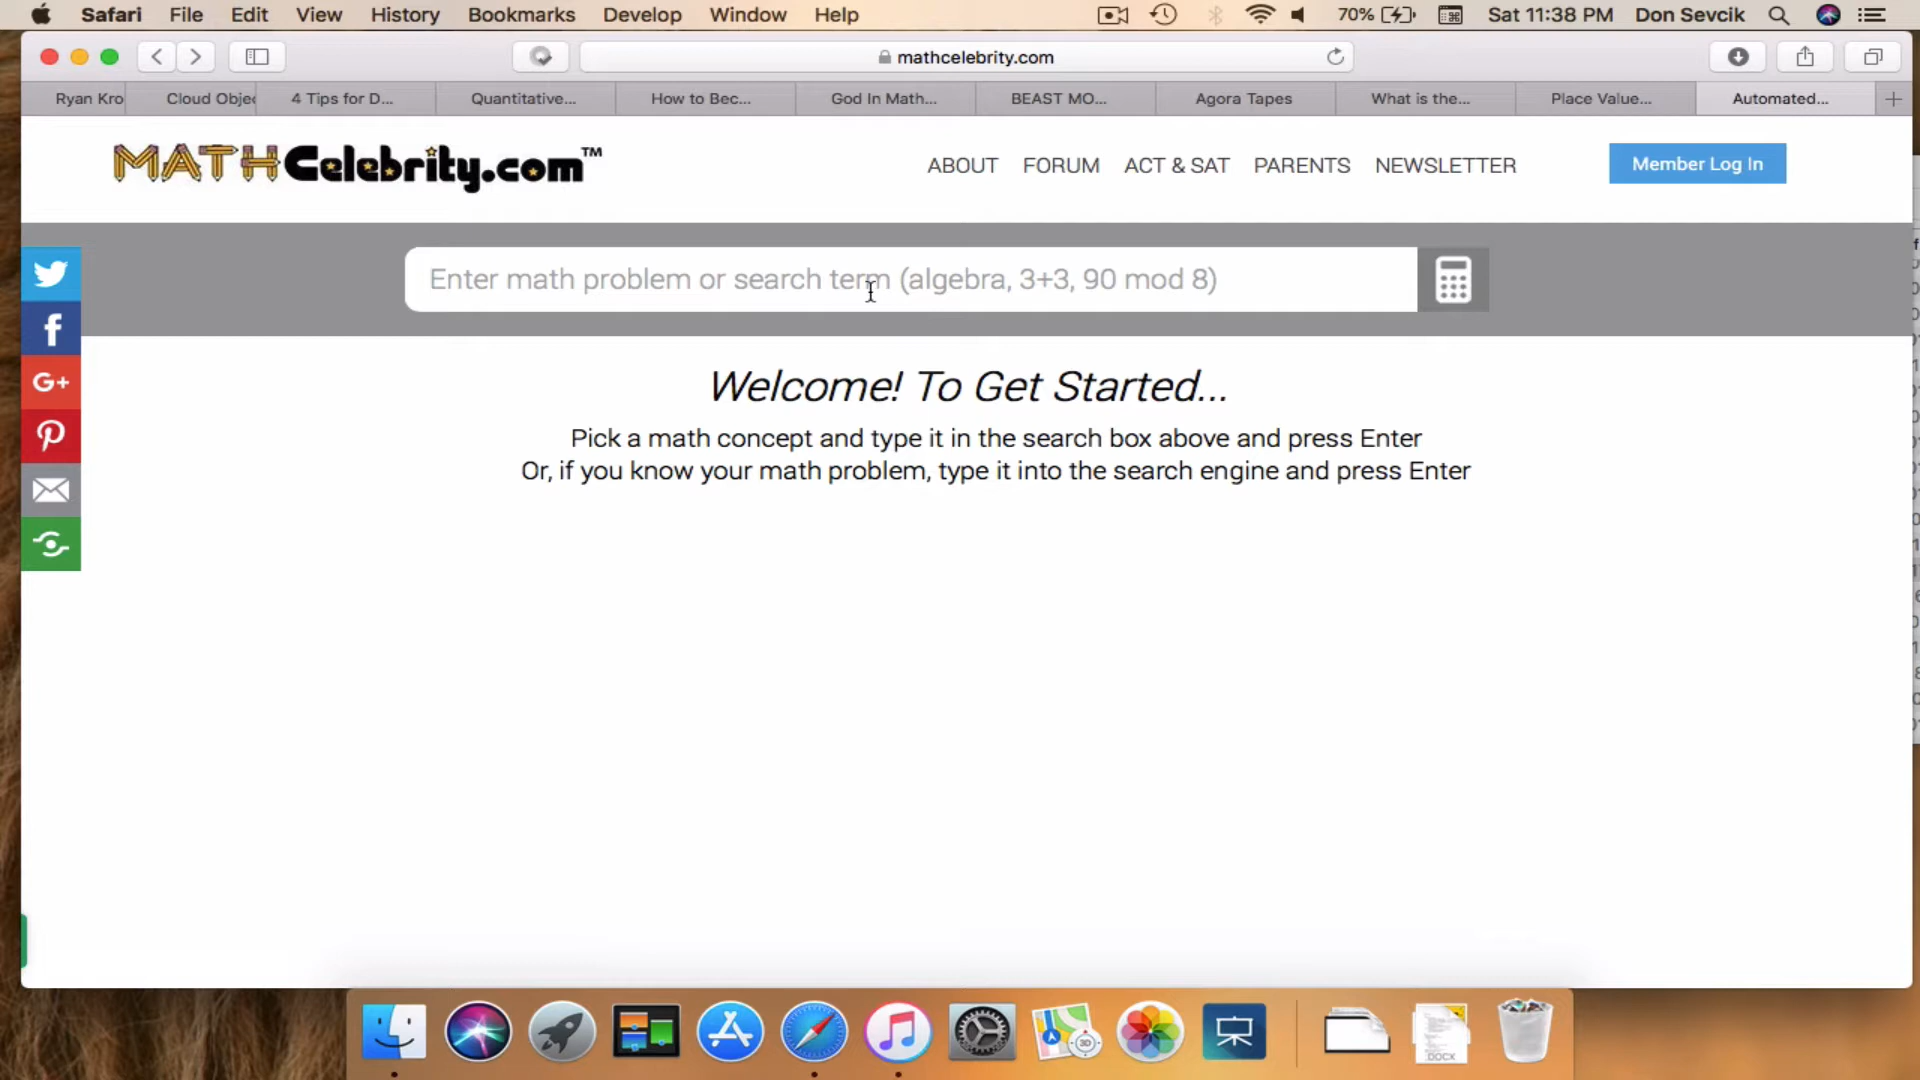 Safari File Edit View History Bookmarks Develop Window Help 70% Sat 11:38 PM Don Sevcik
mathcelebrity.com
Ryan Kro Cloud Objec 4 Tips for D... Quantitative... How to Bec... God In Math... BEAST MO... Agora Tapes What is the... Place Value... Automated...
MATHCelebrity.com™ ABOUT FORUM ACT & SAT PARENTS NEWSLETTER Member Log In
Enter math problem or search term (algebra, 3+3, 90 mod 8)
Welcome! To Get Started...
Pick a math concept and type it in the search box above and press Enter
Or, if you know your math problem, type it into the search engine and press Enter
f
G+
3D
DOCX